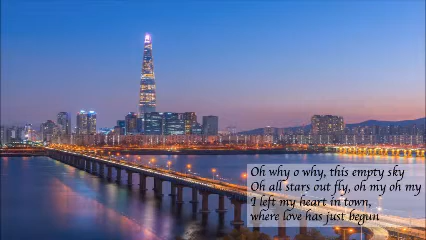 Oh why o why, this empty sky
Oh all stars out fly, oh my oh my
I left my heart in town,
where love has just begun